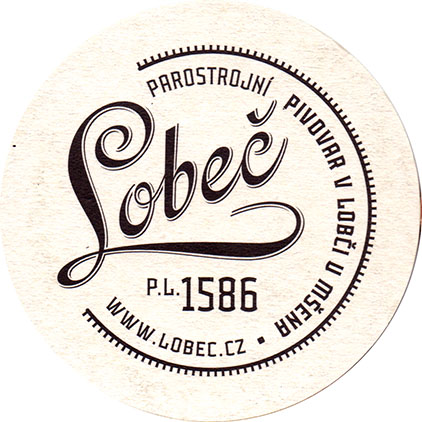 PAROSTROJNÍ PIVOVAR V LOBČI U MŠENA
Lobeč
P.L. 1586
WWW.LOBEC.CZ